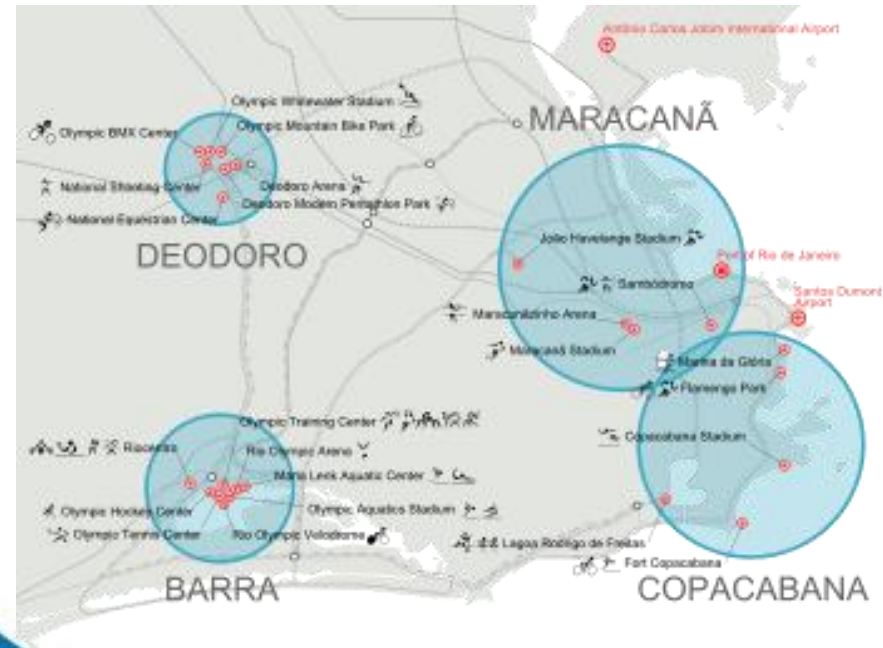 Antônio Carlos Jobim International Airport
MARACANÃ
Olympic Whitewater Stadium
Olympic BMX Center
Olympic Mountain Bike Park
National Shooting Center
Deodoro Arena
Deodoro Modern Pentathlon Park
National Equestrian Center
DEODORO
João Havelange Stadium
Port of Rio de Janeiro
Sambódromo
Santos Dumont
Airport
Maracanãzinho Arena
Maracanã Stadium
Marina da Glória
Flamengo Park
Olympic Training Center
Copacabana Stadium
Riocentro
Rio Olympic Arena
Maria Lenk Aquatic Center
Olympic Hockey Center
Olympic Aquatics Stadium
Olympic Tennis Center
Rio Olympic Velodrome
Lagoa Rodrigo de Freitas
Fort Copacabana
BARRA
COPACABANA